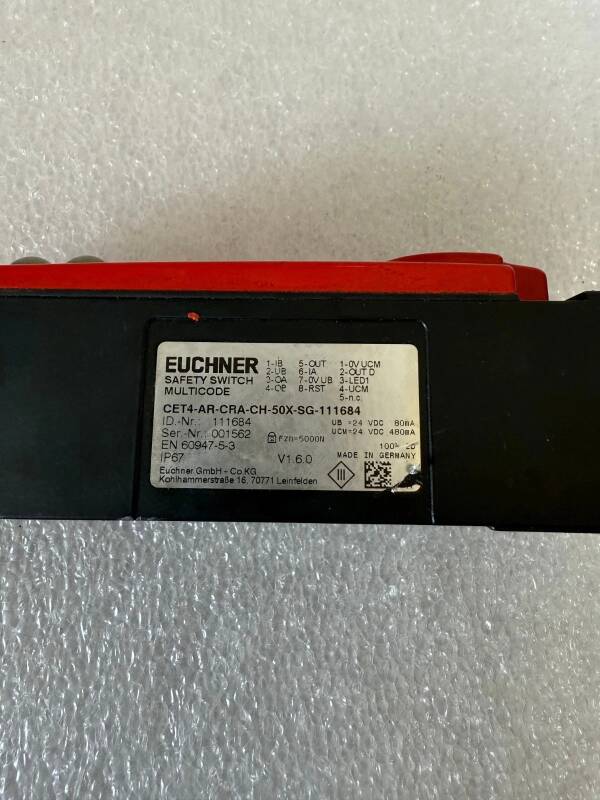 EUCHNER
SAFETY SWITCH
MULTICODE
1-IB 5-OUT 1-0V UCM
2-UB 6-IA 2-OUT D
3-OA 7-0V UB 3-LED1
4-OB 8-RST 4-UCM
5-n.c.
CET4-AR-CRA-CH-50X-SG-111684
ID.-Nr.: 111684 UB =24 VDC 80mA
Ser.-Nr.: 001562 FZh=5000N UCM=24 VDC 480mA
EN 60947-5-3 100%
IP67 V1.6.0 MADE IN GERMANY
Euchner GmbH + Co.KG
Kohlhammerstraße 16, 70771 Leinfelden
III